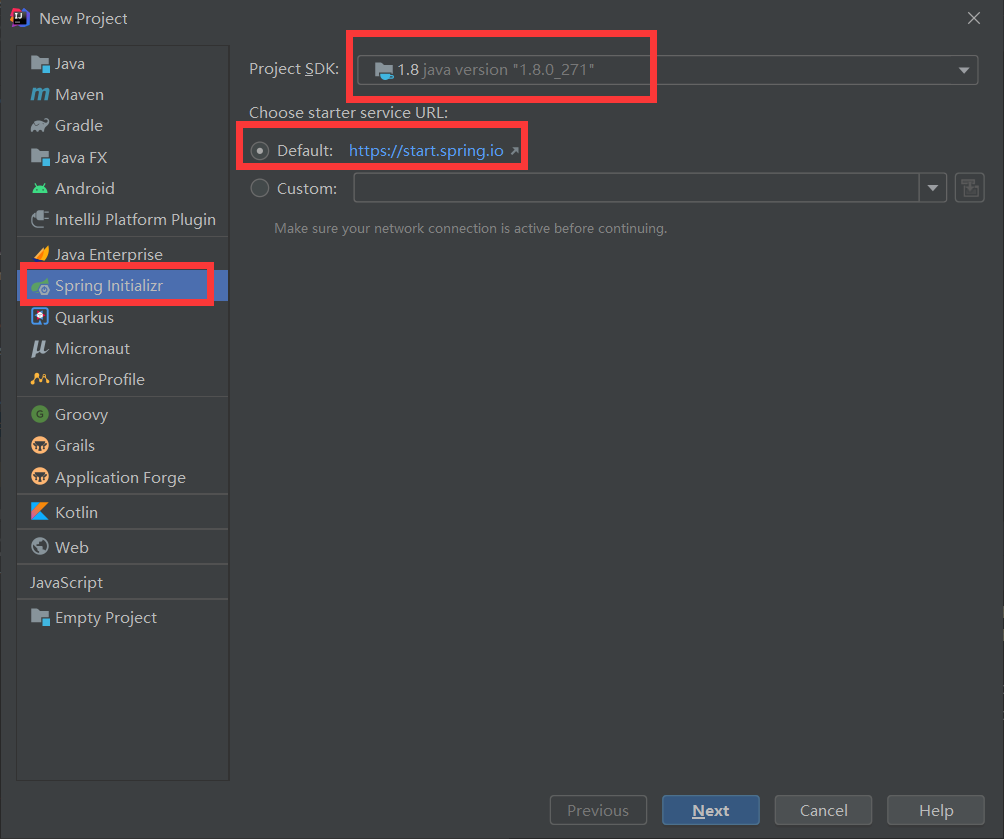 New Project
Java
Maven
Gradle
Java FX
Android
IntelliJ Platform Plugin
Java Enterprise
Spring Initializr
Quarkus
Micronaut
MicroProfile
Groovy
Grails
Application Forge
Kotlin
Web
JavaScript
Empty Project
Project SDK: 1.8 java version "1.8.0_271"
Choose starter service URL:
Default: https://start.spring.io
Custom:
Make sure your network connection is active before continuing.
Previous Next Cancel Help